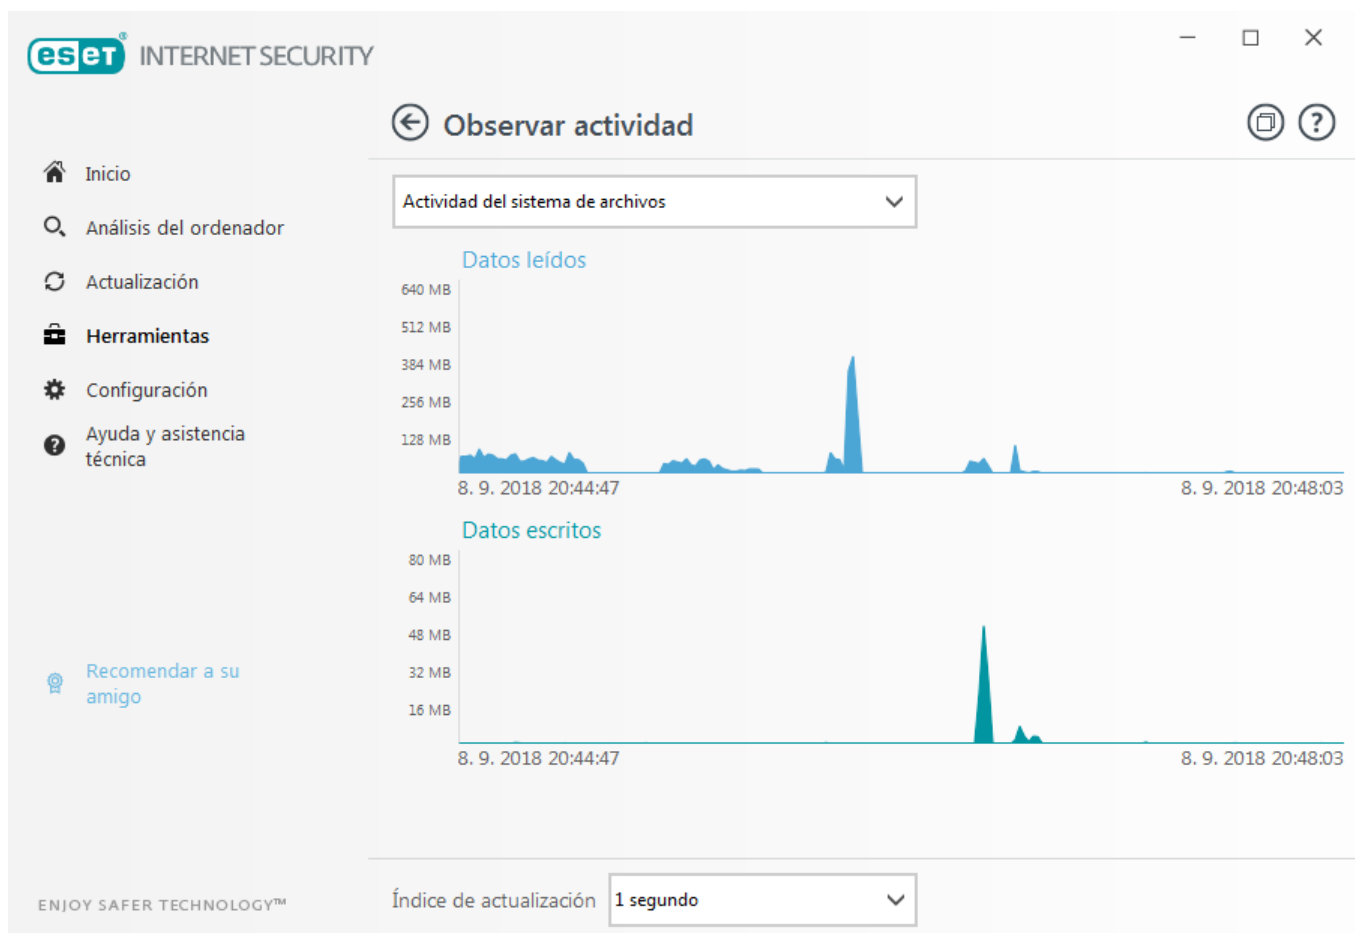 eset® INTERNET SECURITY
Observar actividad
Inicio
Análisis del ordenador
Actualización
Herramientas
Configuración
Ayuda y asistencia
técnica
Recomendar a su
amigo
ENJOY SAFER TECHNOLOGY™
Actividad del sistema de archivos
Datos leídos
640 MB
512 MB
384 MB
256 MB
128 MB
8. 9. 2018 20:44:47
8. 9. 2018 20:48:03
Datos escritos
80 MB
64 MB
48 MB
32 MB
16 MB
8. 9. 2018 20:44:47
8. 9. 2018 20:48:03
Índice de actualización
1 segundo